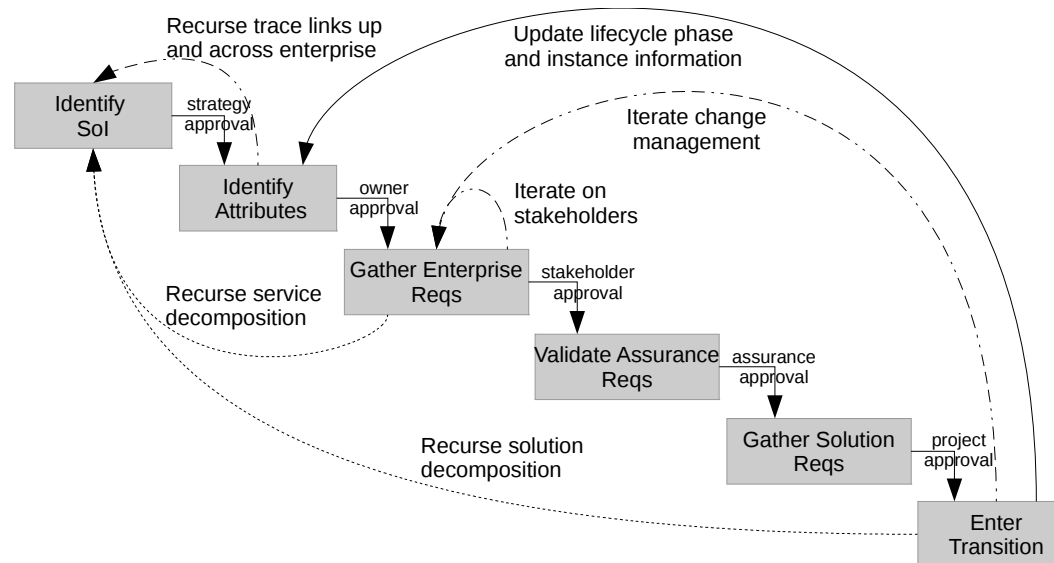 Recurse trace links up
and across enterprise
Update lifecycle phase
and instance information
Identify
SoI
strategy
approval
Iterate change
management
Identify
Attributes
owner
approval
Iterate on
stakeholders
Gather Enterprise
Reqs
stakeholder
approval
Recurse service
decomposition
Validate Assurance
Reqs
assurance
approval
Gather Solution
Reqs
project
approval
Recurse solution
decomposition
Enter
Transition